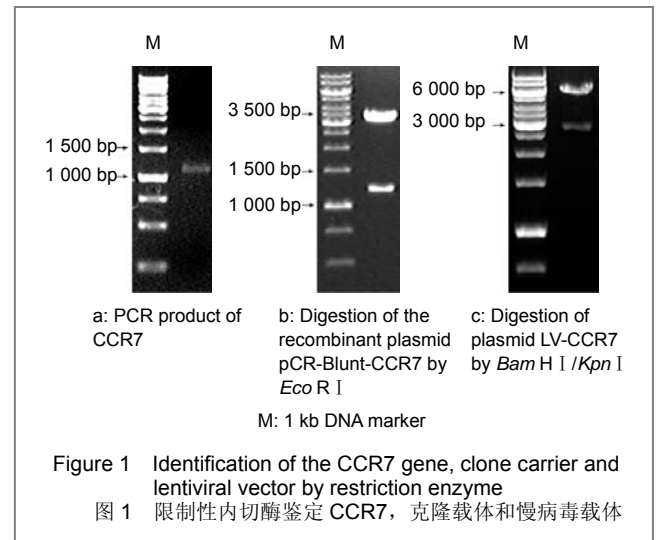 M
M
M
1 500 bp
1 000 bp
3 500 bp
1 500 bp
1 000 bp
6 000 bp
3 000 bp
a: PCR product of
CCR7
b: Digestion of the
recombinant plasmid
pCR-Blunt-CCR7 by
Eco R Ⅰ
c: Digestion of
plasmid LV-CCR7
by Bam H Ⅰ/Kpn Ⅰ
M: 1 kb DNA marker
Figure 1 Identification of the CCR7 gene, clone carrier and
lentiviral vector by restriction enzyme
图 1 限制性内切酶鉴定 CCR7，克隆载体和慢病毒载体